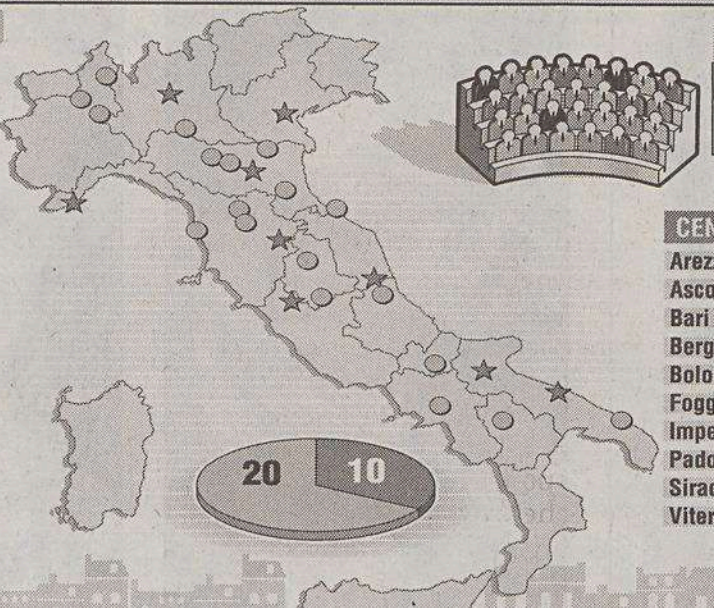 20
10
CEN
Arez
Asco
Bari
Berg
Bolo
Fogg
Impe
Pado
Sirac
Viter